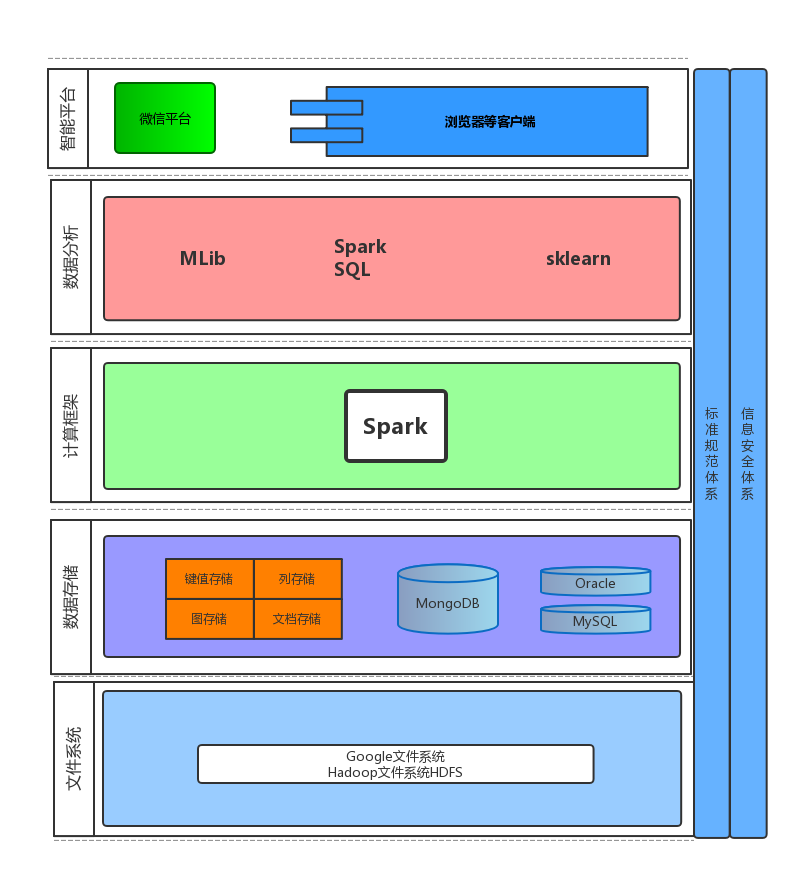 智能平台
微信平台
浏览器等客户端
数据分析
MLib
Spark
SQL
sklearn
计算框架
Spark
数据存储
键值存储
列存储
图存储
文档存储
MongoDB
Oracle
MySQL
文件系统
Google文件系统
Hadoop文件系统HDFS
标准规范体系
信息安全体系